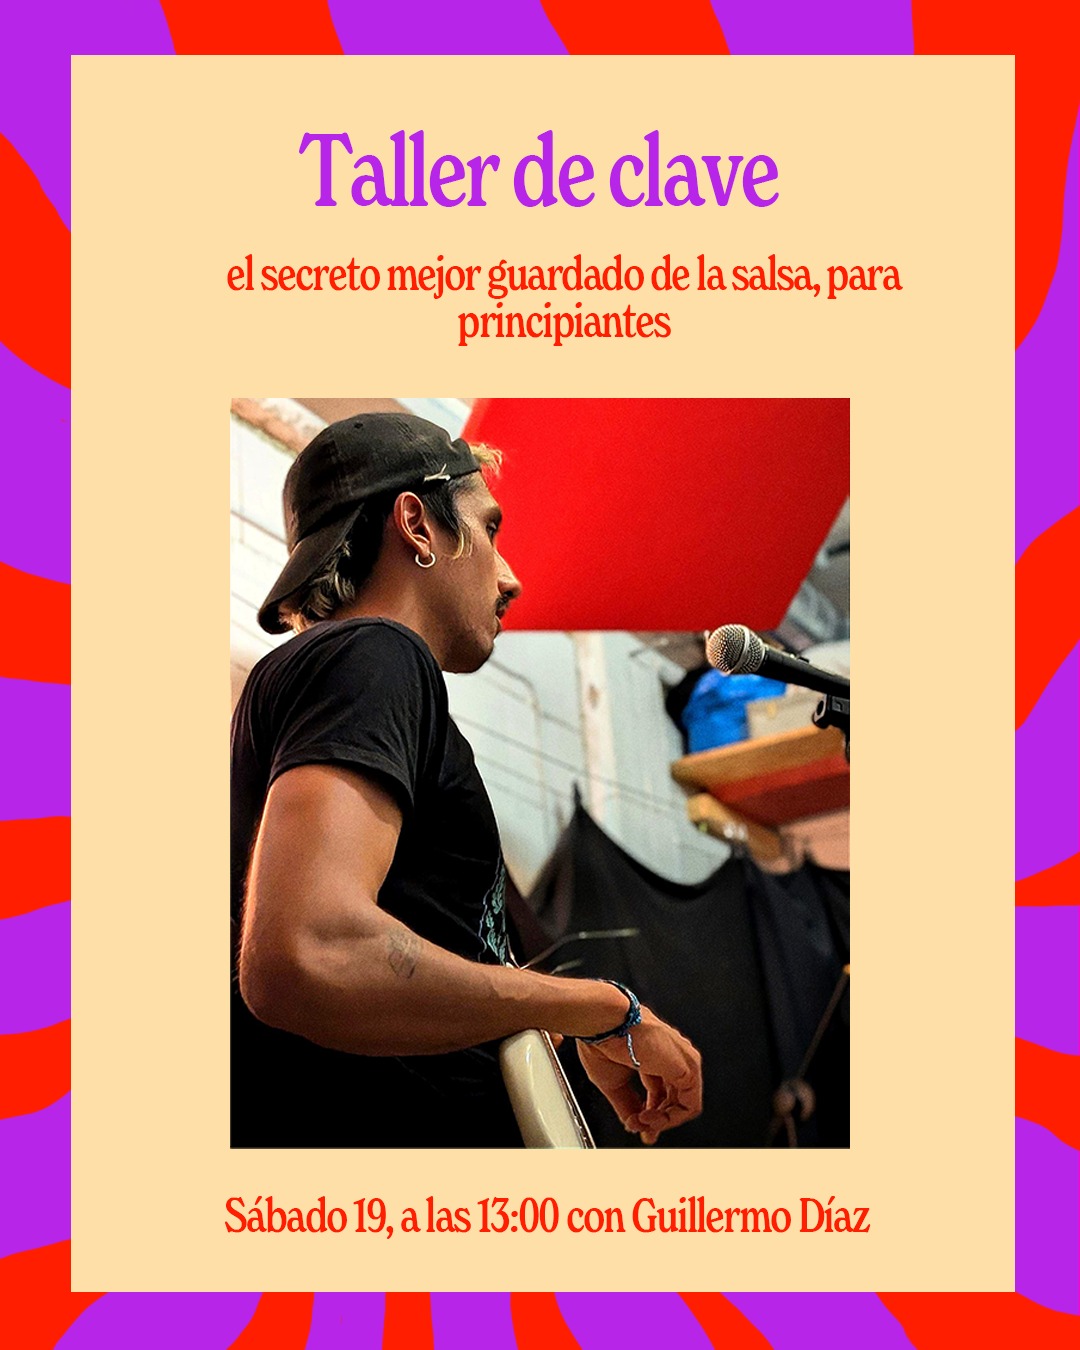 Taller de clave
el secreto mejor guardado de la salsa, para
principiantes
Sábado 19, a las 13:00 con Guillermo Díaz